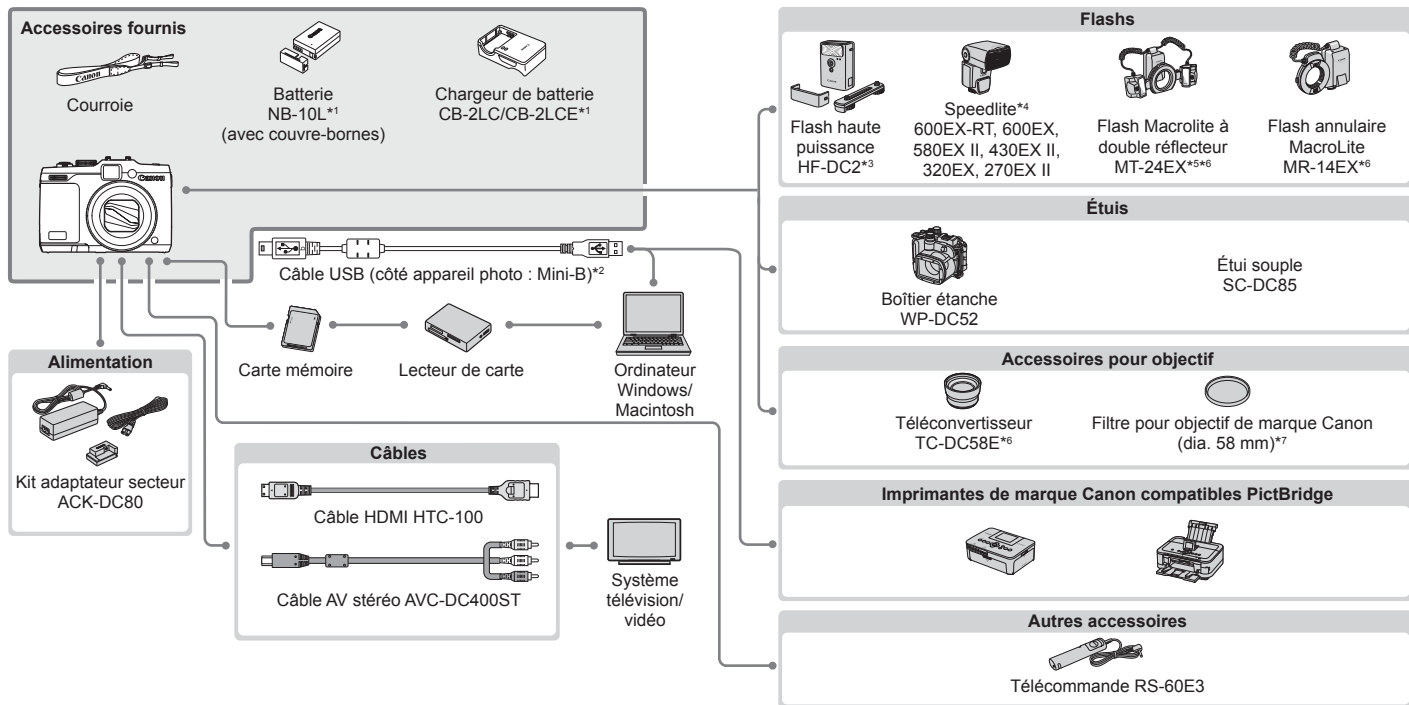 Accessoires fournis
Canon
Courroie
Batterie
NB-10L*1
(avec couvre-bornes)
Chargeur de batterie
CB-2LC/CB-2LCE*1
Canon
Câble USB (côté appareil photo : Mini-B)*2
Carte mémoire
Lecteur de carte
Ordinateur
Windows/
Macintosh
Alimentation
Kit adaptateur secteur
ACK-DC80
Câbles
Câble HDMI HTC-100
Câble AV stéréo AVC-DC400ST
Système
télévision/
vidéo
Flashs
Flash haute
puissance
HF-DC2*3
Speedlite*4
600EX-RT, 600EX,
580EX II, 430EX II,
320EX, 270EX II
Flash Macrolite à
double réflecteur
MT-24EX*5*6
Flash annulaire
MacroLite
MR-14EX*6
Étuis
Boîtier étanche
WP-DC52
Étui souple
SC-DC85
Accessoires pour objectif
Téléconvertisseur
TC-DC58E*6
Filtre pour objectif de marque Canon
(dia. 58 mm)*7
Imprimantes de marque Canon compatibles PictBridge
Autres accessoires
Télécommande RS-60E3